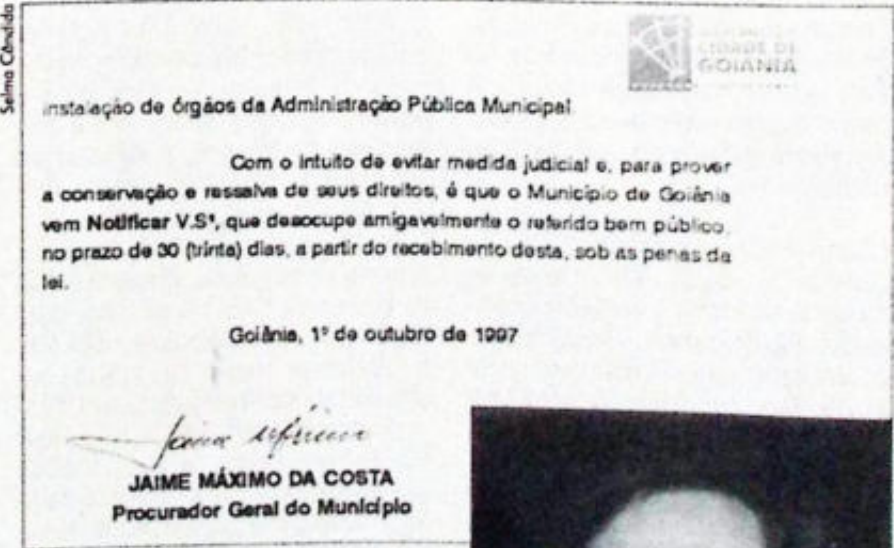 Selma Cândido
CIDADE DE
GOIÂNIA
instalação de órgãos da Administração Pública Municipal
Com o intuito de evitar medida judicial e, para prover
a conservação e ressalva de seus direitos, é que o Município de Goiânia
vem Notificar V.Sª, que desocupe amigavelmente o referido bem público,
no prazo de 30 (trinta) dias, a partir do recebimento desta, sob as penas da
lei.
Goiânia, 1º de outubro de 1997
JAIME MÁXIMO DA COSTA
Procurador Geral do Município